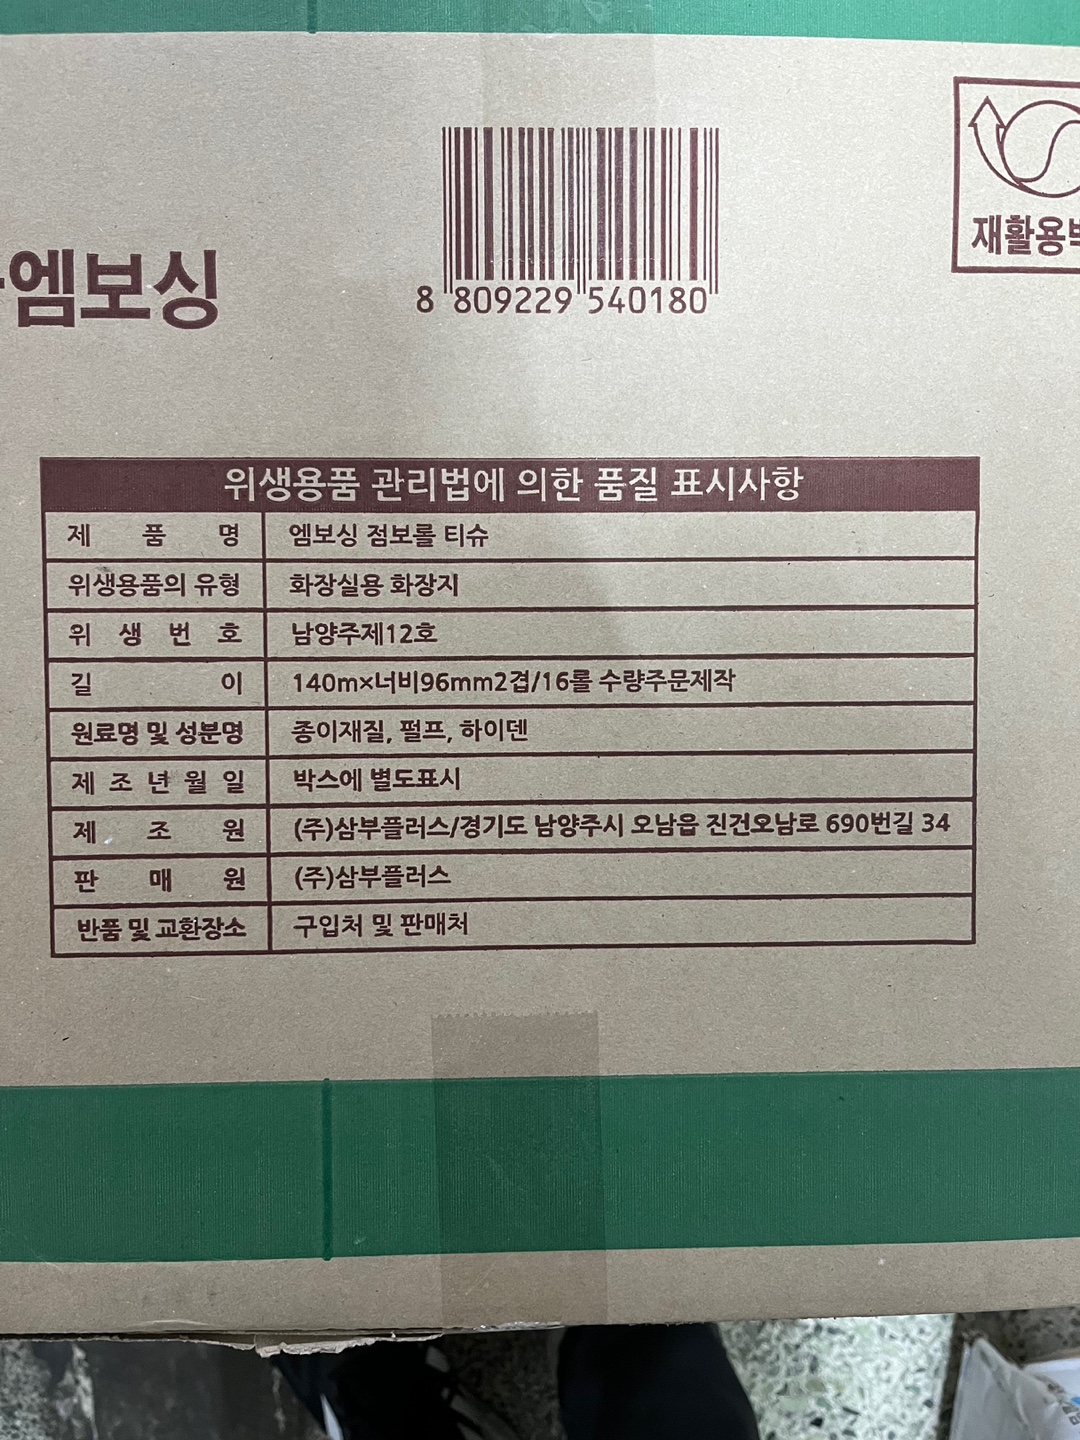 엠보싱
8 809229 540180
재활용
위생용품 관리법에 의한 품질 표시사항
제 품 명 엠보싱 점보롤 티슈
위생용품의 유형 화장실용 화장지
위 생 번 호 남양주제12호
길 이 140m×너비96mm2겹/16롤 수량주문제작
원료명 및 성분명 종이재질, 펄프, 하이덴
제 조 년 월 일 박스에 별도표시
제 조 원 (주)삼부플러스/경기도 남양주시 오남읍 진건오남로 690번길 34
판 매 원 (주)삼부플러스
반품 및 교환장소 구입처 및 판매처